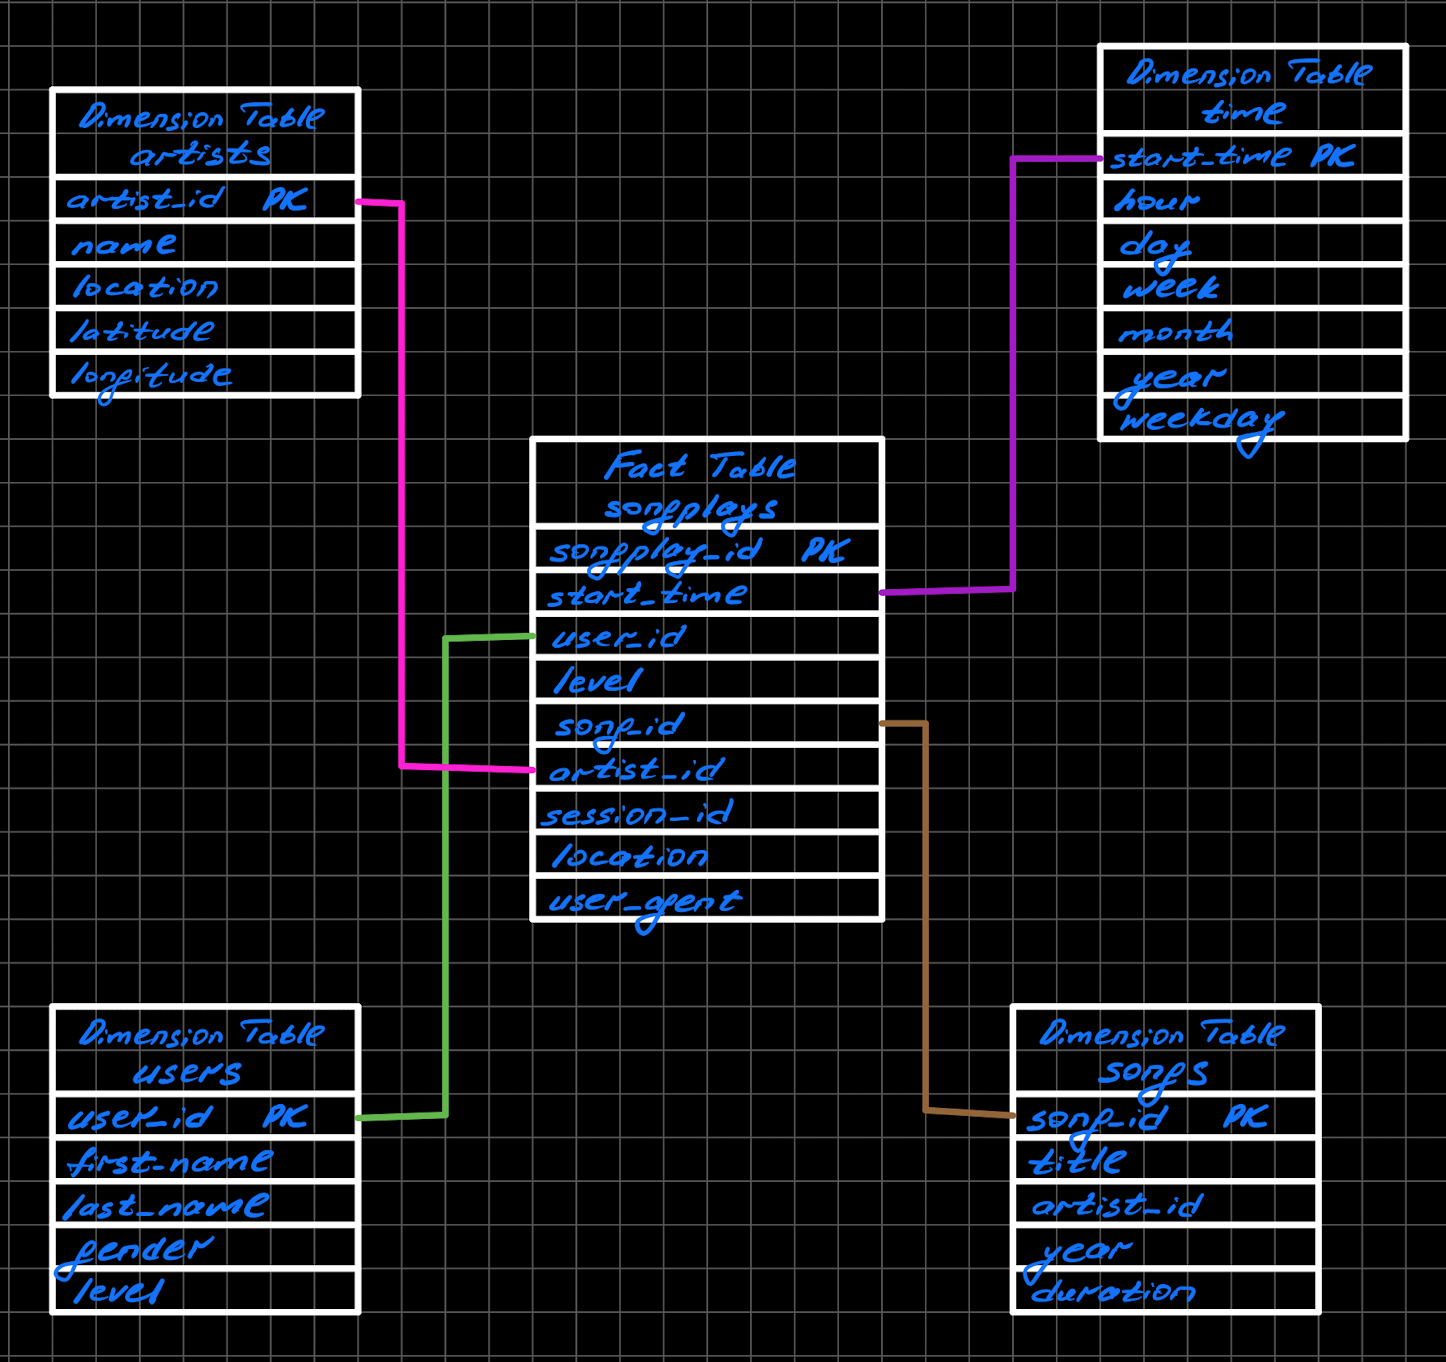 Dimension Table
artists
artist_id PK
name
location
latitude
longitude
Dimension Table
time
start_time PK
hour
day
week
month
year
weekday
Fact Table
songplays
songplay_id PK
start_time
user_id
level
song_id
artist_id
session_id
location
user_agent
Dimension Table
users
user_id PK
first_name
last_name
gender
level
Dimension Table
songs
song_id PK
title
artist_id
year
duration